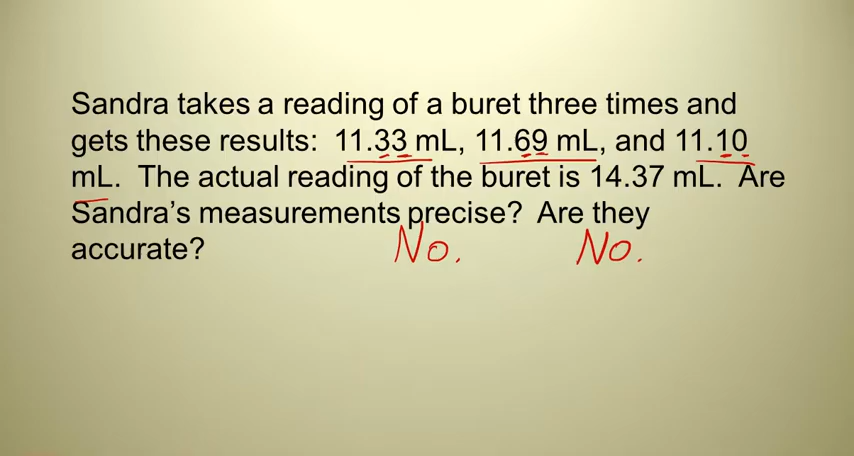 Sandra takes a reading of a buret three times and
gets these results:  11.33 mL, 11.69 mL, and 11.10
mL.  The actual reading of the buret is 14.37 mL.  Are
Sandra's measurements precise?  Are they
accurate?
No. No.